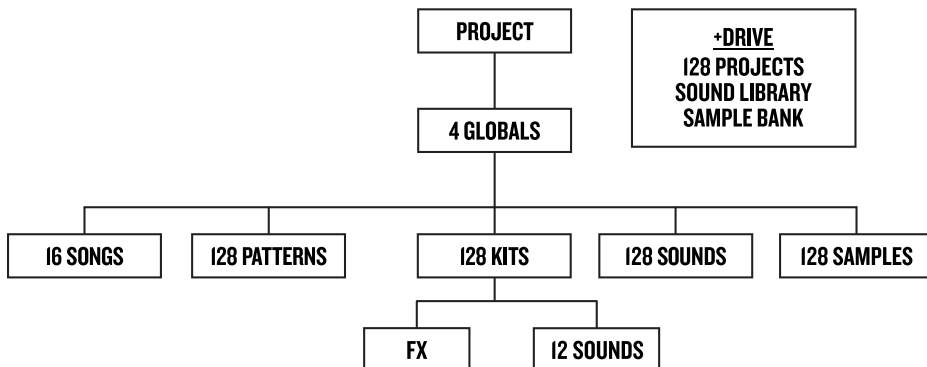 PROJECT
+DRIVE
128 PROJECTS
SOUND LIBRARY
SAMPLE BANK
4 GLOBALS
16 SONGS
128 PATTERNS
128 KITS
128 SOUNDS
128 SAMPLES
FX
12 SOUNDS